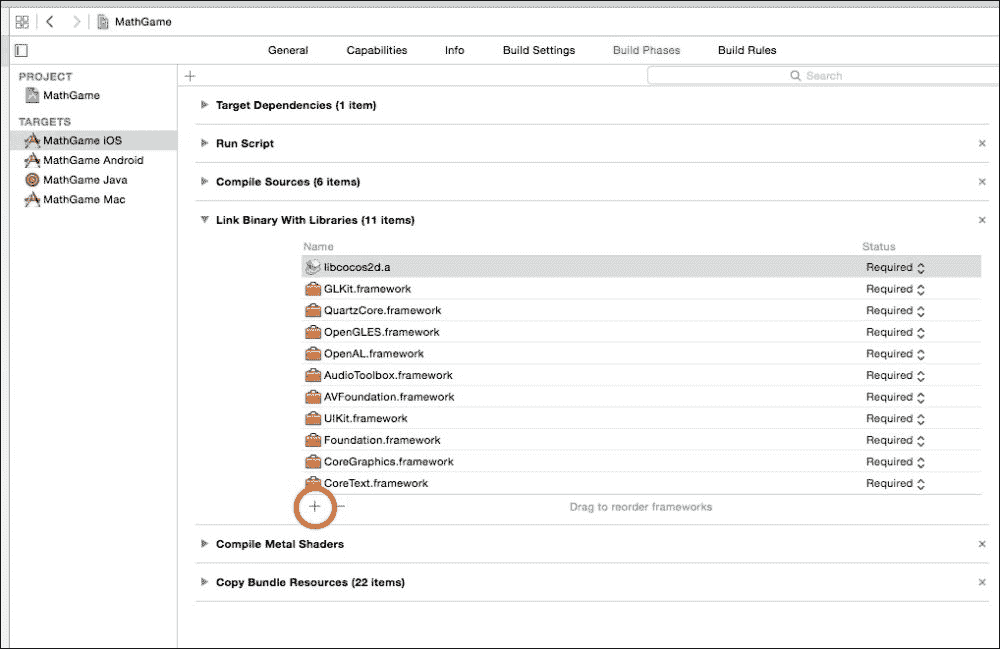 MathGame
General Capabilities Info Build Settings Build Phases Build Rules
PROJECT
MathGame
TARGETS
MathGame iOS
MathGame Android
MathGame Java
MathGame Mac
+ Search
Target Dependencies (1 item)
Run Script ×
Compile Sources (6 items) ×
Link Binary With Libraries (11 items) ×
Name Status
libcocos2d.a Required
GLKit.framework Required
QuartzCore.framework Required
OpenGLES.framework Required
OpenAL.framework Required
AudioToolbox.framework Required
AVFoundation.framework Required
UIKit.framework Required
Foundation.framework Required
CoreGraphics.framework Required
CoreText.framework Required
+ − Drag to reorder frameworks
Compile Metal Shaders ×
Copy Bundle Resources (22 items) ×